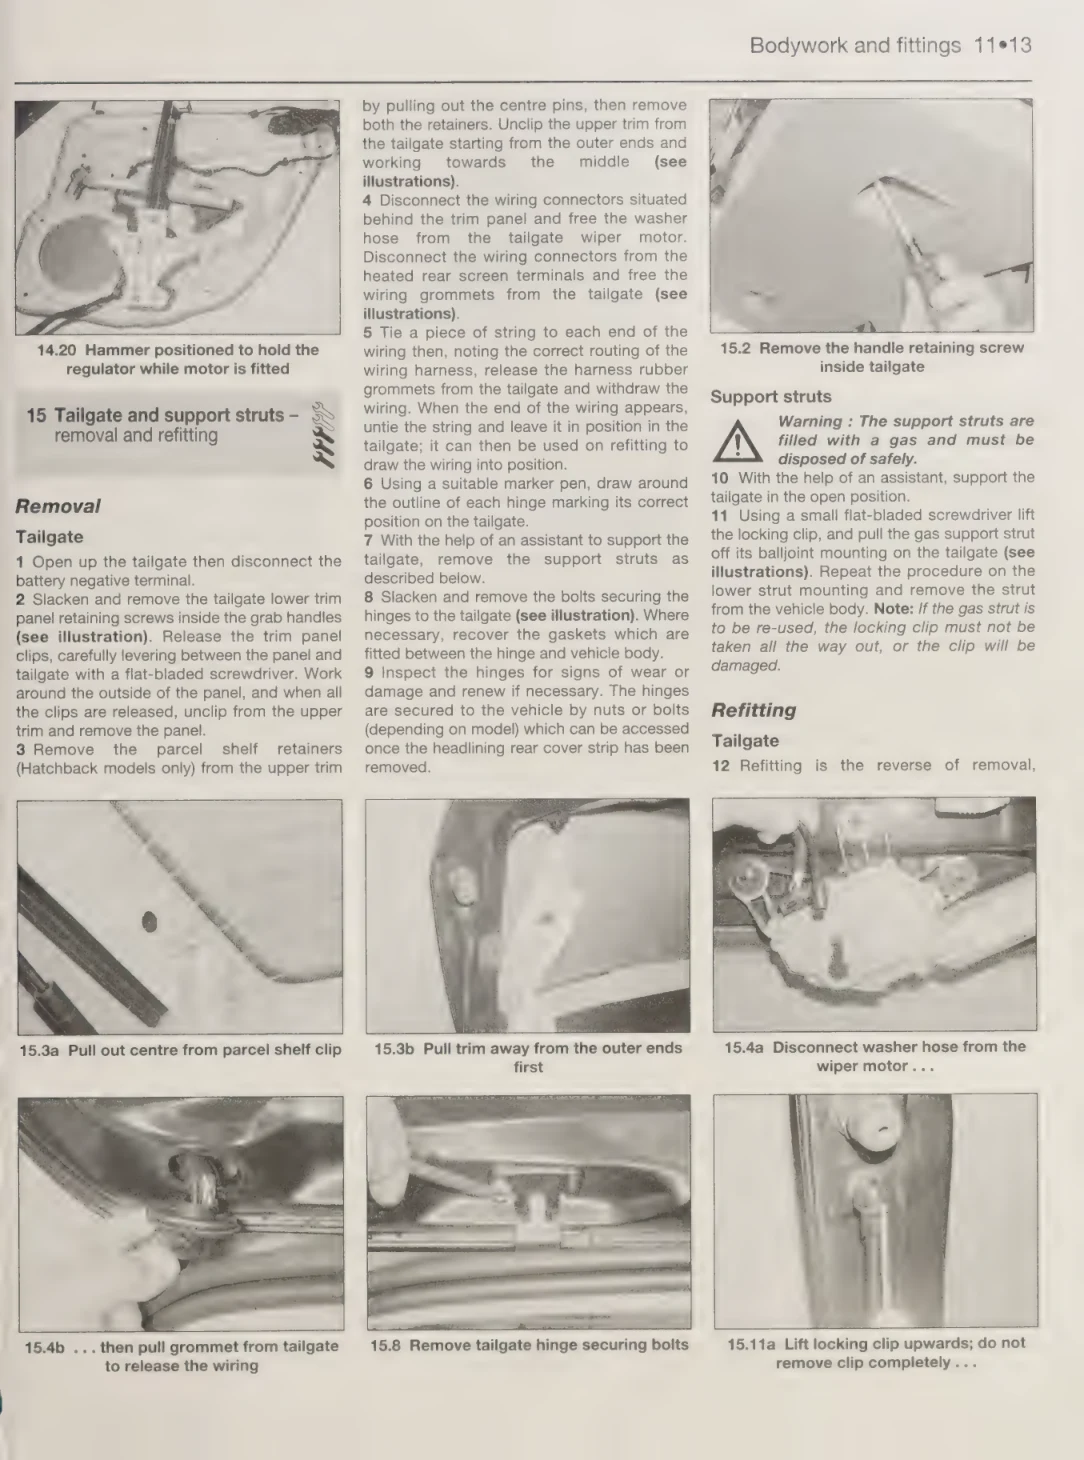 Bodywork and fittings 11•13
14.20 Hammer positioned to hold the
regulator while motor is fitted
15 Tailgate and support struts –
removal and refitting
Removal
Tailgate
1 Open up the tailgate then disconnect the
battery negative terminal.
2 Slacken and remove the tailgate lower trim
panel retaining screws inside the grab handles
(see illustration). Release the trim panel
clips, carefully levering between the panel and
tailgate with a flat-bladed screwdriver. Work
around the outside of the panel, and when all
the clips are released, unclip from the upper
trim and remove the panel.
3 Remove the parcel shelf retainers
(Hatchback models only) from the upper trim
by pulling out the centre pins, then remove
both the retainers. Unclip the upper trim from
the tailgate starting from the outer ends and
working towards the middle (see
illustrations).
4 Disconnect the wiring connectors situated
behind the trim panel and free the washer
hose from the tailgate wiper motor.
Disconnect the wiring connectors from the
heated rear screen terminals and free the
wiring grommets from the tailgate (see
illustrations).
5 Tie a piece of string to each end of the
wiring then, noting the correct routing of the
wiring harness, release the harness rubber
grommets from the tailgate and withdraw the
wiring. When the end of the wiring appears,
untie the string and leave it in position in the
tailgate; it can then be used on refitting to
draw the wiring into position.
6 Using a suitable marker pen, draw around
the outline of each hinge marking its correct
position on the tailgate.
7 With the help of an assistant to support the
tailgate, remove the support struts as
described below.
8 Slacken and remove the bolts securing the
hinges to the tailgate (see illustration). Where
necessary, recover the gaskets which are
fitted between the hinge and vehicle body.
9 Inspect the hinges for signs of wear or
damage and renew if necessary. The hinges
are secured to the vehicle by nuts or bolts
(depending on model) which can be accessed
once the headlining rear cover strip has been
removed.
15.2 Remove the handle retaining screw
inside tailgate
Support struts
Warning : The support struts are
filled with a gas and must be
disposed of safely.
10 With the help of an assistant, support the
tailgate in the open position.
11 Using a small flat-bladed screwdriver lift
the locking clip, and pull the gas support strut
off its balljoint mounting on the tailgate (see
illustrations). Repeat the procedure on the
lower strut mounting and remove the strut
from the vehicle body. Note: If the gas strut is
to be re-used, the locking clip must not be
taken all the way out, or the clip will be
damaged.
Refitting
Tailgate
12 Refitting is the reverse of removal,
15.3a Pull out centre from parcel shelf clip
15.3b Pull trim away from the outer ends
first
15.4a Disconnect washer hose from the
wiper motor . . .
15.4b . . . then pull grommet from tailgate
to release the wiring
15.8 Remove tailgate hinge securing bolts
15.11a Lift locking clip upwards; do not
remove clip completely . . .